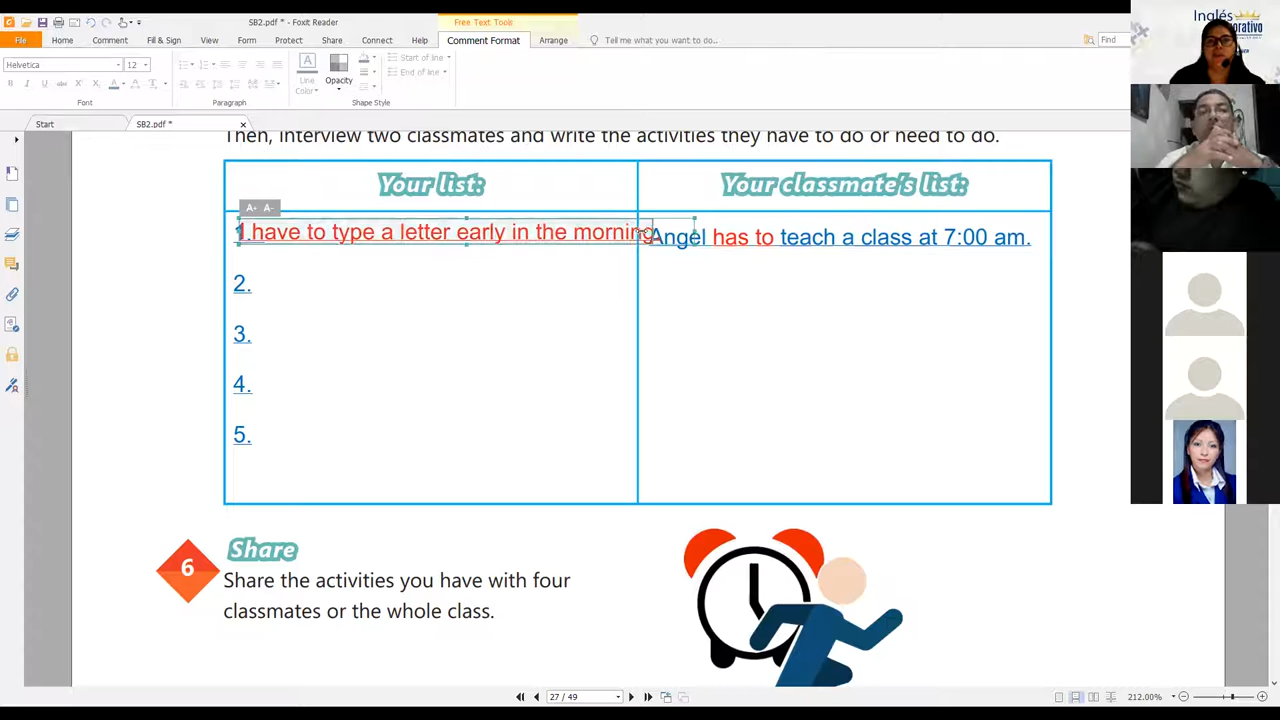 SB2.pdf * - Foxit Reader
Free Text Tools
File Home Comment Fill & Sign View Form Protect Share Connect Help Comment Format Arrange Tell me what you want to do.. Find
Helvetica 12
Line Color
Opacity
Start of line
End of line
Font Paragraph Shape Style
Start SB2.pdf *
Then, interview two classmates and write the activities they have to do or need to do.
Your list: Your classmate's list:
A+ A-
1. I have to type a letter early in the morning. Angel has to teach a class at 7:00 am.
2.
3.
4.
5.
6 Share
Share the activities you have with four
classmates or the whole class.
27 / 49 212.00%
Inglés